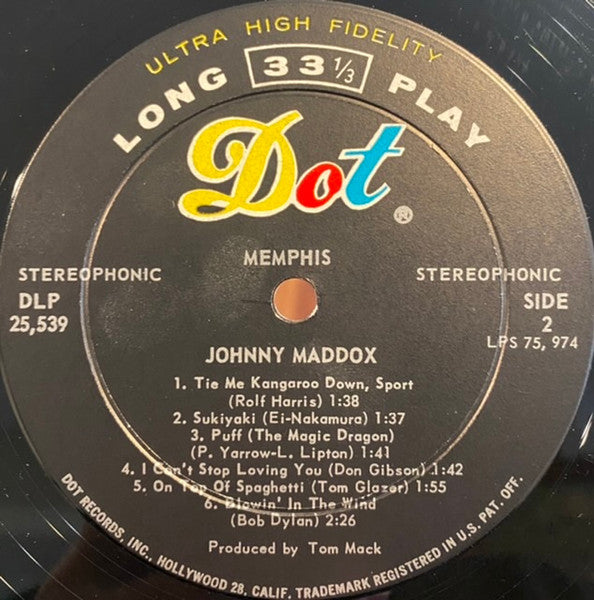 ULTRA HIGH FIDELITY
LONG 33 1/3 PLAY
Dot ®
MEMPHIS
STEREOPHONIC STEREOPHONIC
DLP SIDE
25,539 2
LPS 75, 974
JOHNNY MADDOX
1. Tie Me Kangaroo Down, Sport
(Rolf Harris) 1:38
2. Sukiyaki (Ei-Nakamura) 1:37
3. Puff (The Magic Dragon)
(P. Yarrow-L. Lipton) 1:41
4. I Can't Stop Loving You (Don Gibson) 1:42
5. On Top Of Spaghetti (Tom Glazer) 1:55
6. Blowin' In The Wind
(Bob Dylan) 2:26
Produced by Tom Mack
DOT RECORDS, INC. HOLLYWOOD 28, CALIF. TRADEMARK REGISTERED IN U.S. PAT. OFF.